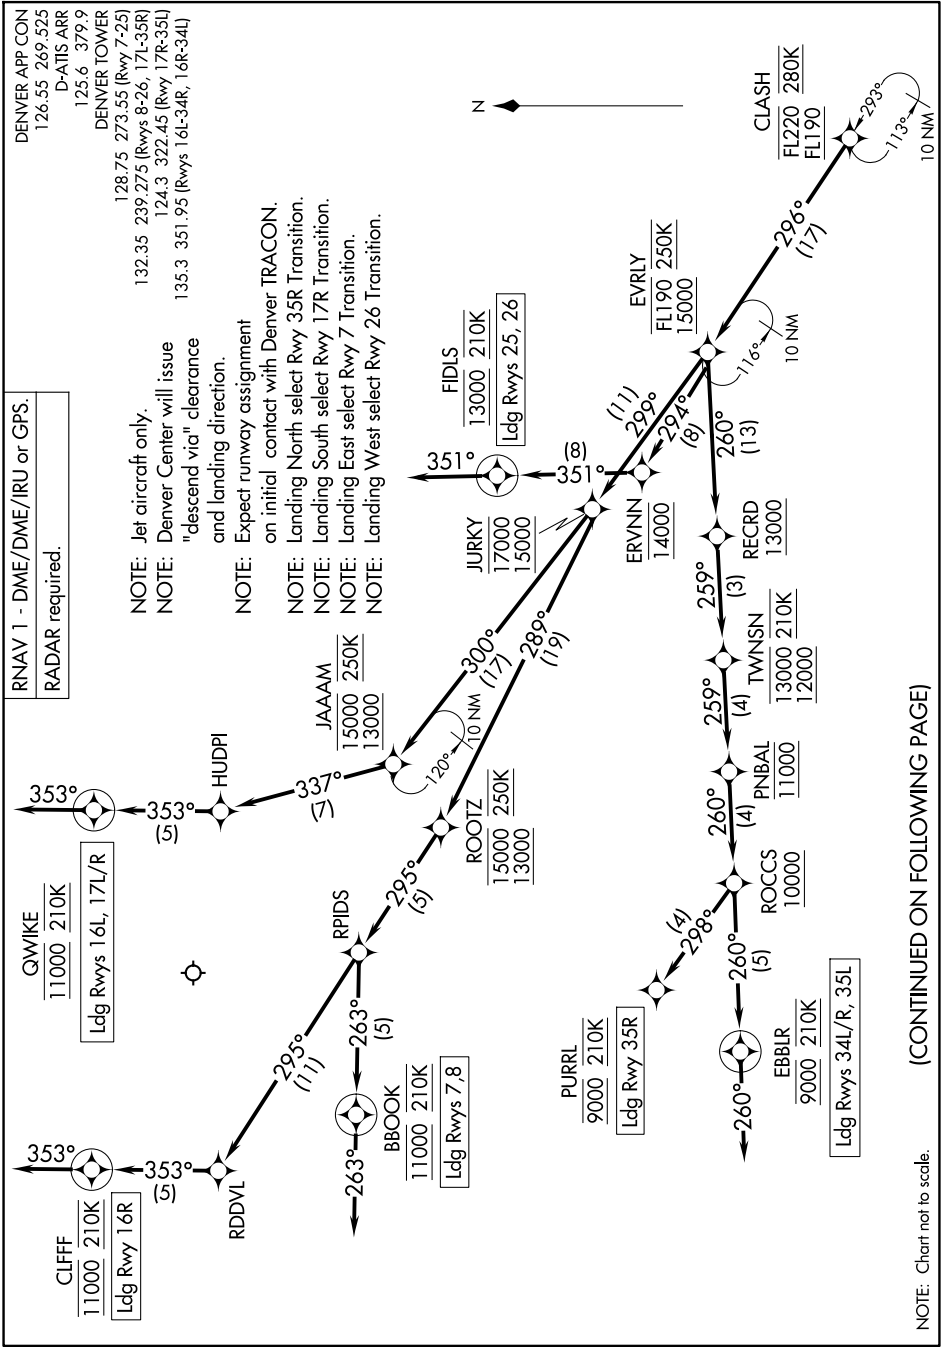 RNAV 1 - DME/DME/IRU or GPS.
RADAR required.
DENVER APP CON
126.55 269.525
D-ATIS ARR
125.6 379.9
DENVER TOWER
128.75 273.55 (Rwy 7-25)
132.35 239.275 (Rwys 8-26, 17L-35R)
124.3 322.45 (Rwy 17R-35L)
135.3 351.95 (Rwys 16L-34R, 16R-34L)
NOTE: Jet aircraft only.
NOTE: Denver Center will issue
"descend via" clearance
and landing direction.
NOTE: Expect runway assignment
on initial contact with Denver TRACON.
NOTE: Landing North select Rwy 35R Transition.
NOTE: Landing South select Rwy 17R Transition.
NOTE: Landing East select Rwy 7 Transition.
NOTE: Landing West select Rwy 26 Transition.
N
CLFFF
11000 210K
Ldg Rwy 16R
353°
353°
(5)
RDDVL
295°
(11)
QWIKE
11000 210K
Ldg Rwys 16L, 17L/R
353°
353°
(5)
HUDPI
337°
(7)
JAAAM
15000 250K
13000
120°
10 NM
300°
(17)
BBOOK
11000 210K
Ldg Rwys 7,8
263°
263°
(5)
RPIDS
295°
(5)
ROOTZ
15000 250K
13000
289°
(19)
JURKY
17000
15000
FIDLS
13000 210K
Ldg Rwys 25, 26
351°
351°
(8)
ERVNN
14000
299°
(11)
294°
(8)
EVRLY
FL190 250K
15000
116°
10 NM
296°
(17)
CLASH
FL220 280K
FL190
293°
113°
10 NM
260°
(13)
RECRD
13000
259°
(3)
TWNSN
13000 210K
12000
259°
(4)
PNBAL
11000
260°
(4)
ROCCS
10000
298°
(4)
PURRL
9000 210K
Ldg Rwy 35R
260°
(5)
EBBLR
9000 210K
Ldg Rwys 34L/R, 35L
260°
(CONTINUED ON FOLLOWING PAGE)
NOTE: Chart not to scale.